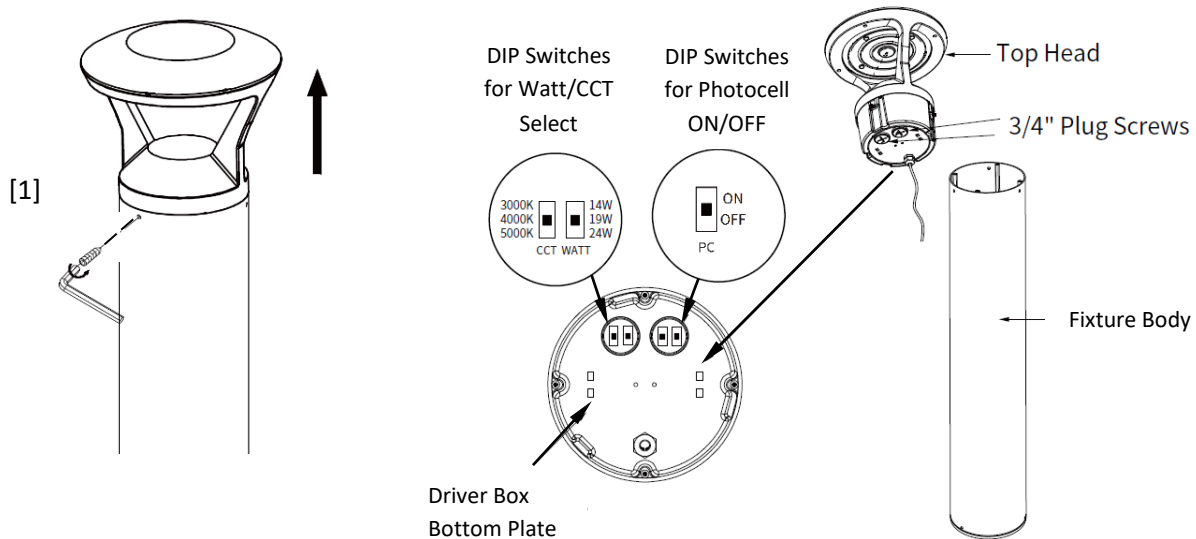 [1]
DIP Switches
for Watt/CCT
Select
DIP Switches
for Photocell
ON/OFF
3000K
4000K
5000K
14W
19W
24W
CCT WATT
ON
OFF
PC
Top Head
3/4" Plug Screws
Fixture Body
Driver Box
Bottom Plate